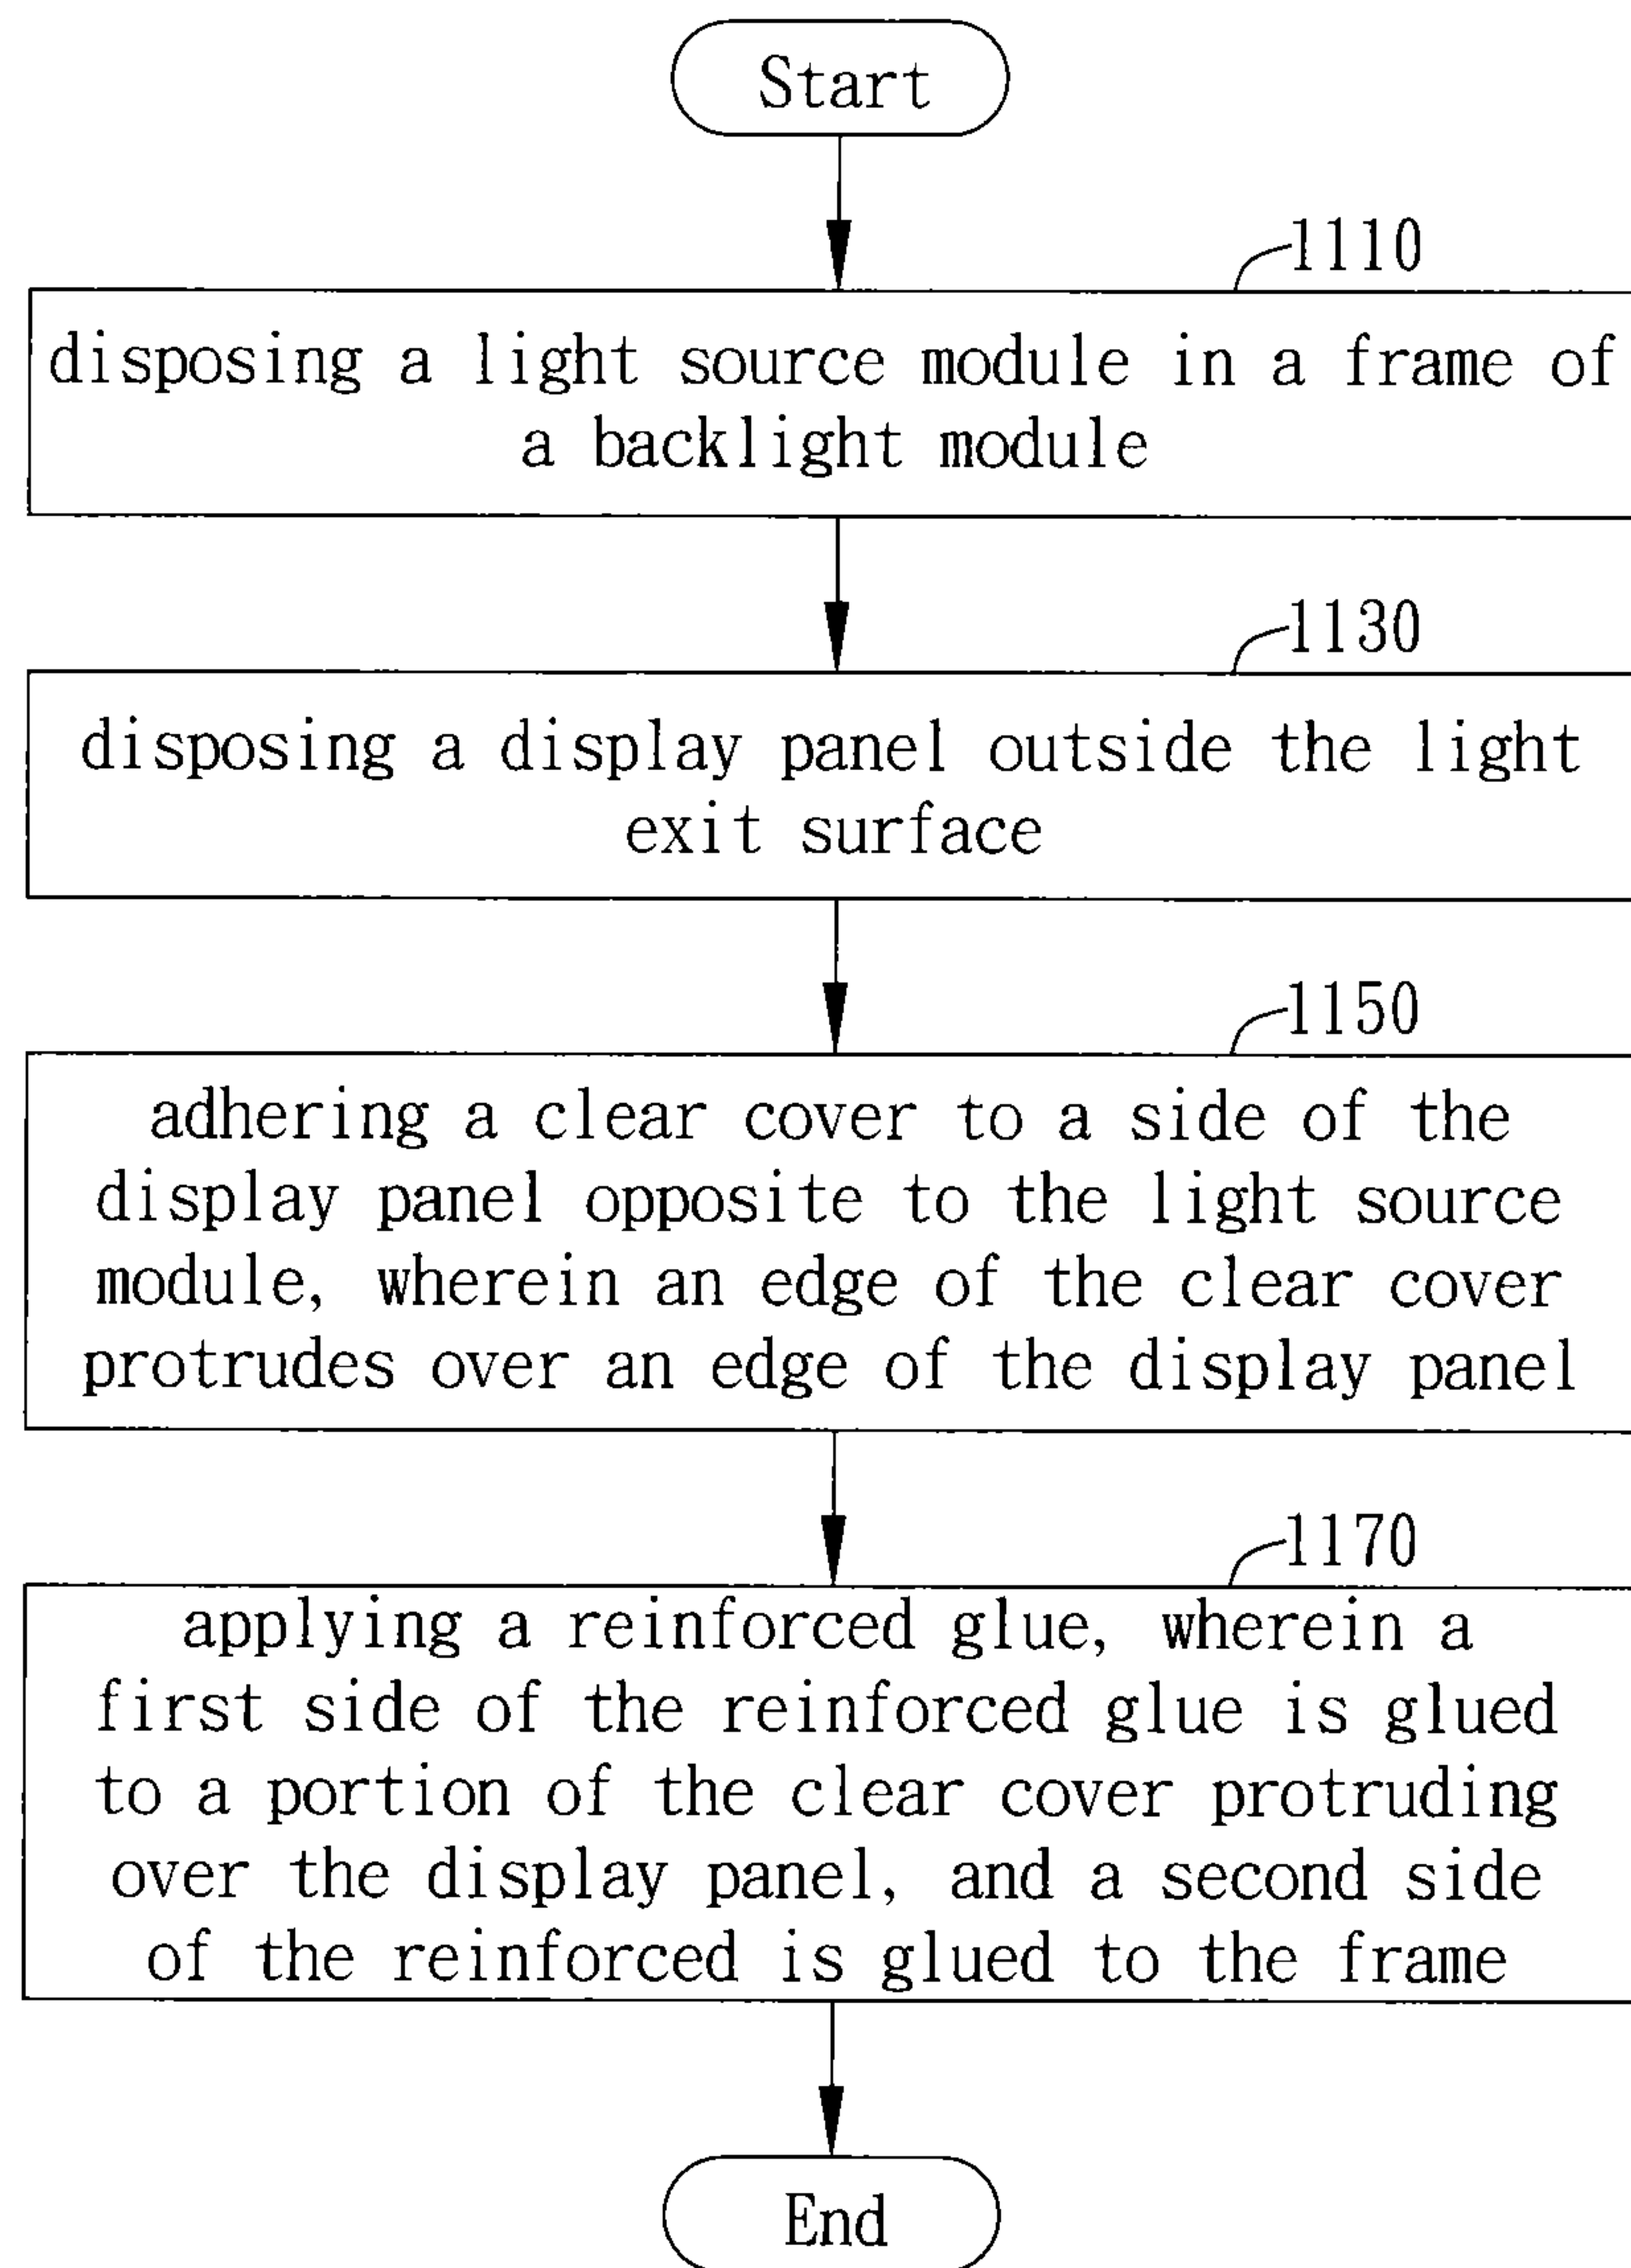 Start
1110
disposing a light source module in a frame of
a backlight module
1130
disposing a display panel outside the light
exit surface
1150
adhering a clear cover to a side of the
display panel opposite to the light source
module, wherein an edge of the clear cover
protrudes over an edge of the display panel
1170
applying a reinforced glue, wherein a
first side of the reinforced glue is glued
to a portion of the clear cover protruding
over the display panel, and a second side
of the reinforced is glued to the frame
End